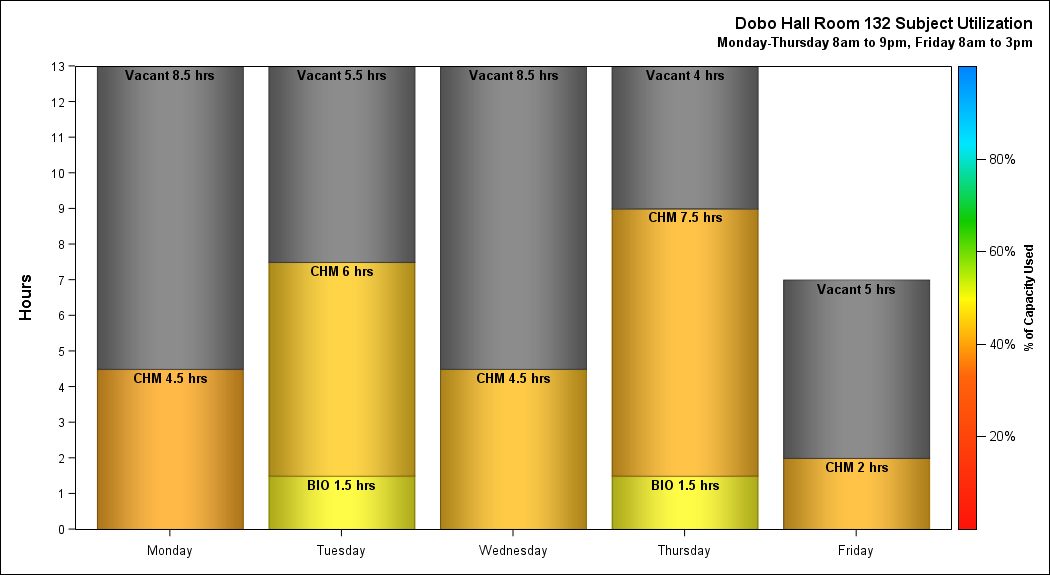 Dobo Hall Room 132 Subject Utilization
Monday-Thursday 8am to 9pm, Friday 8am to 3pm
13
12
11
10
9
8
7
6
5
4
3
2
1
0
Hours
Vacant 8.5 hrs
CHM 4.5 hrs
Vacant 5.5 hrs
CHM 6 hrs
BIO 1.5 hrs
Vacant 8.5 hrs
CHM 4.5 hrs
Vacant 4 hrs
CHM 7.5 hrs
BIO 1.5 hrs
Vacant 5 hrs
CHM 2 hrs
Monday
Tuesday
Wednesday
Thursday
Friday
80%
60%
40%
20%
% of Capacity Used